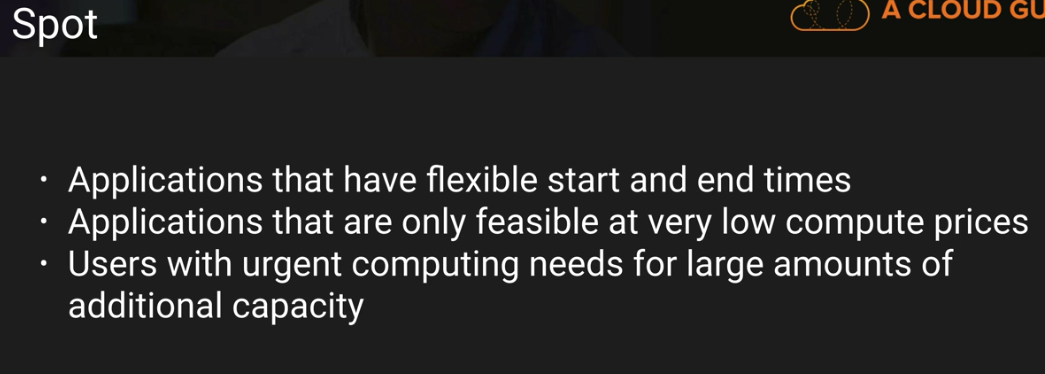 Spot
A CLOUD GU
• Applications that have flexible start and end times
• Applications that are only feasible at very low compute prices
• Users with urgent computing needs for large amounts of
additional capacity